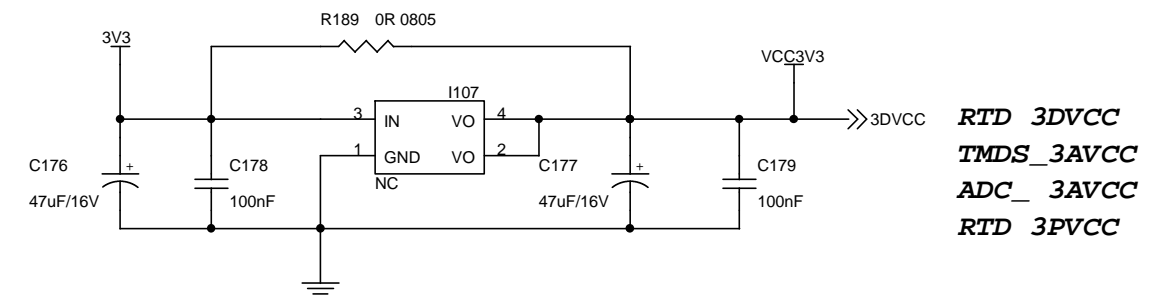 R189 0R 0805
3V3
VCC3V3
I107
3 IN VO 4
1 GND VO 2
NC
3DVCC
RTD 3DVCC
TMDS_3AVCC
ADC_ 3AVCC
RTD 3PVCC
C176 +
47uF/16V
C178
100nF
C177 +
47uF/16V
C179
100nF